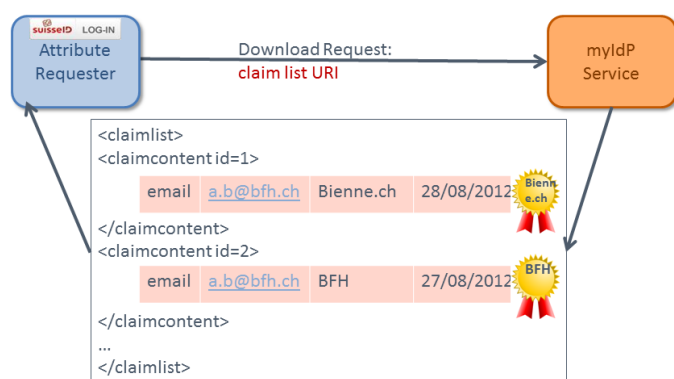 suisseID LOG-IN
Attribute
Requester
Download Request:
claim list URI
myIdP
Service
<claimlist>
<claimcontent id=1>
email a.b@bfh.ch Bienne.ch 28/08/2012
Bienn
e.ch
</claimcontent>
<claimcontent id=2>
email a.b@bfh.ch BFH 27/08/2012
BFH
</claimcontent>
...
</claimlist>